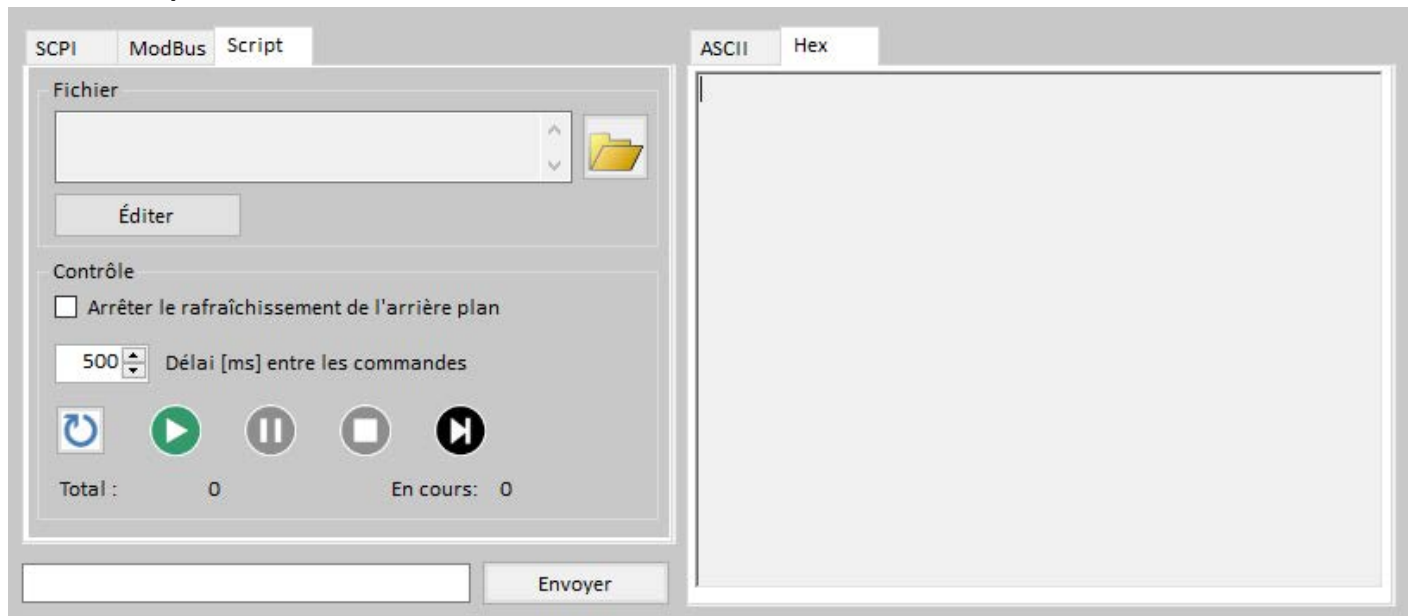 SCPI ModBus Script
Fichier
Éditer
Contrôle
Arrêter le rafraîchissement de l'arrière plan
500 Délai [ms] entre les commandes
Total : 0 En cours: 0
Envoyer
ASCII Hex